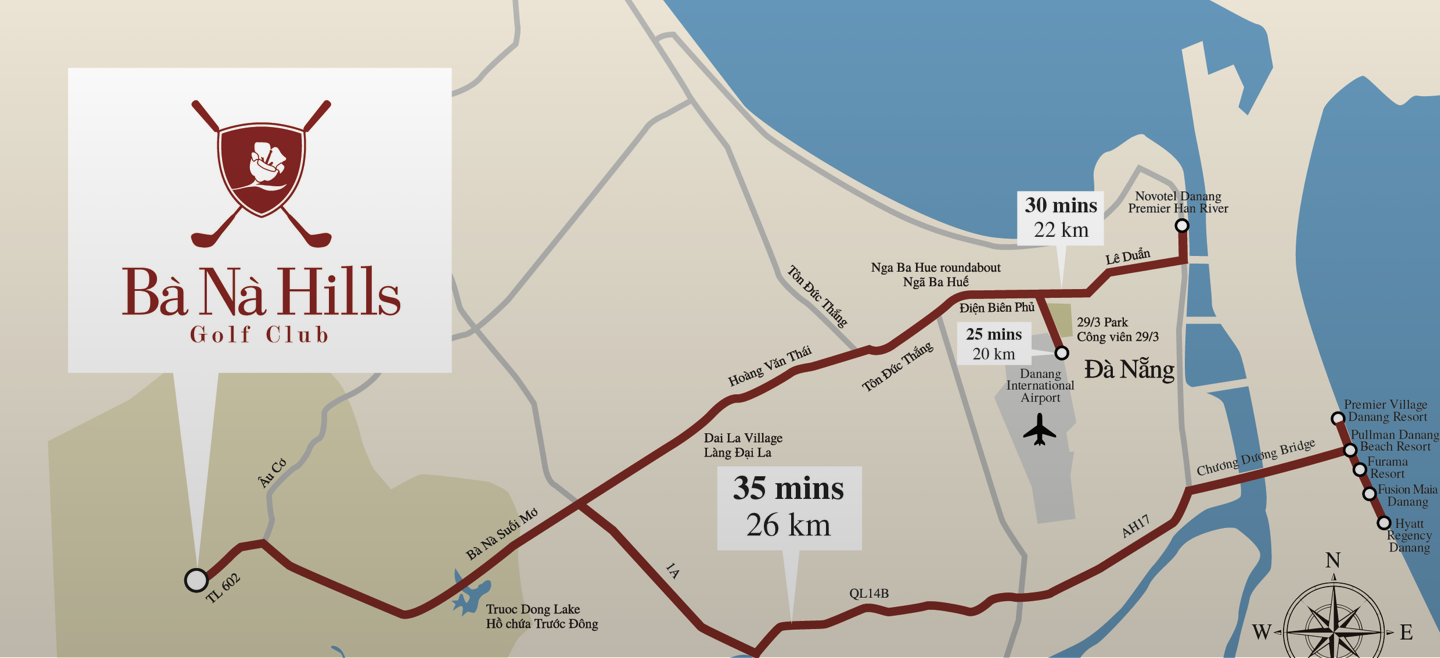 Bà Nà Hills
Golf Club
30 mins
22 km
Novotel Danang
Premier Han River
Lê Duẩn
Nga Ba Hue roundabout
Ngã Ba Huế
Tôn Đức Thắng
Điện Biên Phủ
25 mins
20 km
29/3 Park
Công viên 29/3
Đà Nẵng
Danang
International
Airport
Hoàng Văn Thái
Tôn Đức Thắng
Dai La Village
Làng Đại La
35 mins
26 km
Premier Village
Danang Resort
Pullman Danang
Beach Resort
Furama
Resort
Fusion Maia
Danang
Hyatt
Regency
Danang
Chương Dương Bridge
AH17
QL14B
1A
Âu Cơ
Bà Nà Suối Mơ
TL 602
Truoc Dong Lake
Hồ chứa Trước Đông
N
W
E